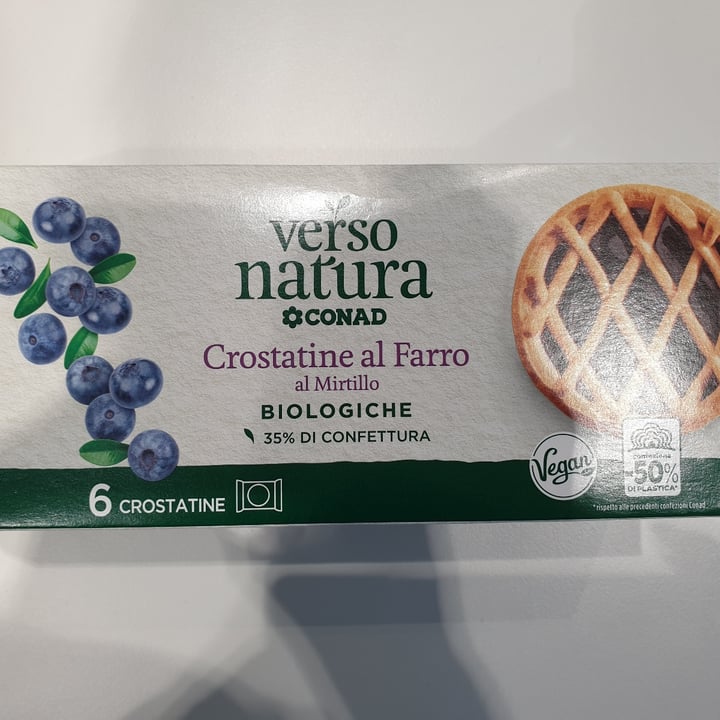 verso
natura
CONAD
Crostatine al Farro
al Mirtillo
BIOLOGICHE
35% DI CONFETTURA
6 CROSTATINE
Vegan
confezione
-50%
DI PLASTICA*
*rispetto alle precedenti confezioni Conad